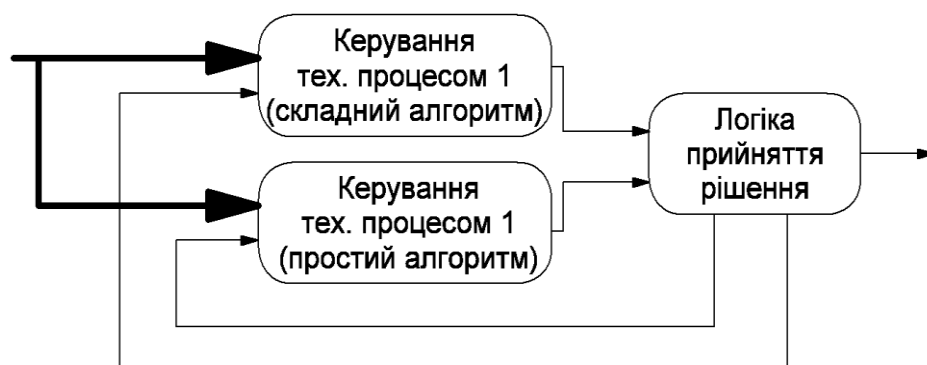 Керування
тех. процесом 1
(складний алгоритм)
Логіка
прийняття
рішення
Керування
тех. процесом 1
(простий алгоритм)